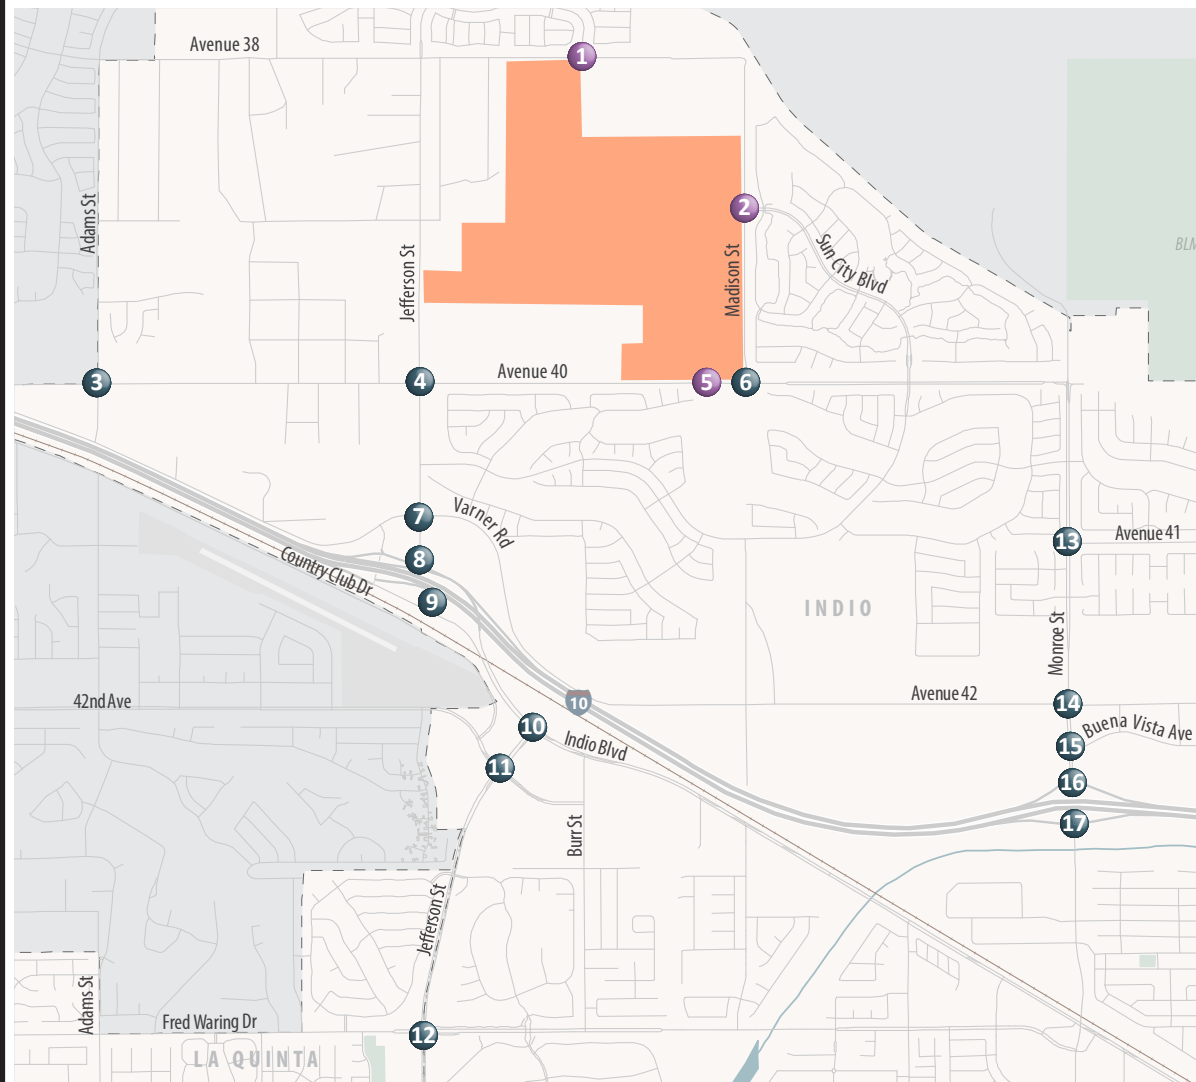 Avenue 38
1
Adams St
2
Jefferson St
Madison St
Sun City Blvd
BLM
3
4
Avenue 40
5
6
7
Varner Rd
Avenue 41
13
8
Country Club Dr
9
INDIO
Monroe St
42nd Ave
10
Avenue 42
14
10
Indio Blvd
Buena Vista Ave
15
11
16
Burr St
17
Jefferson St
Adams St
Fred Waring Dr
12
LA QUINTA